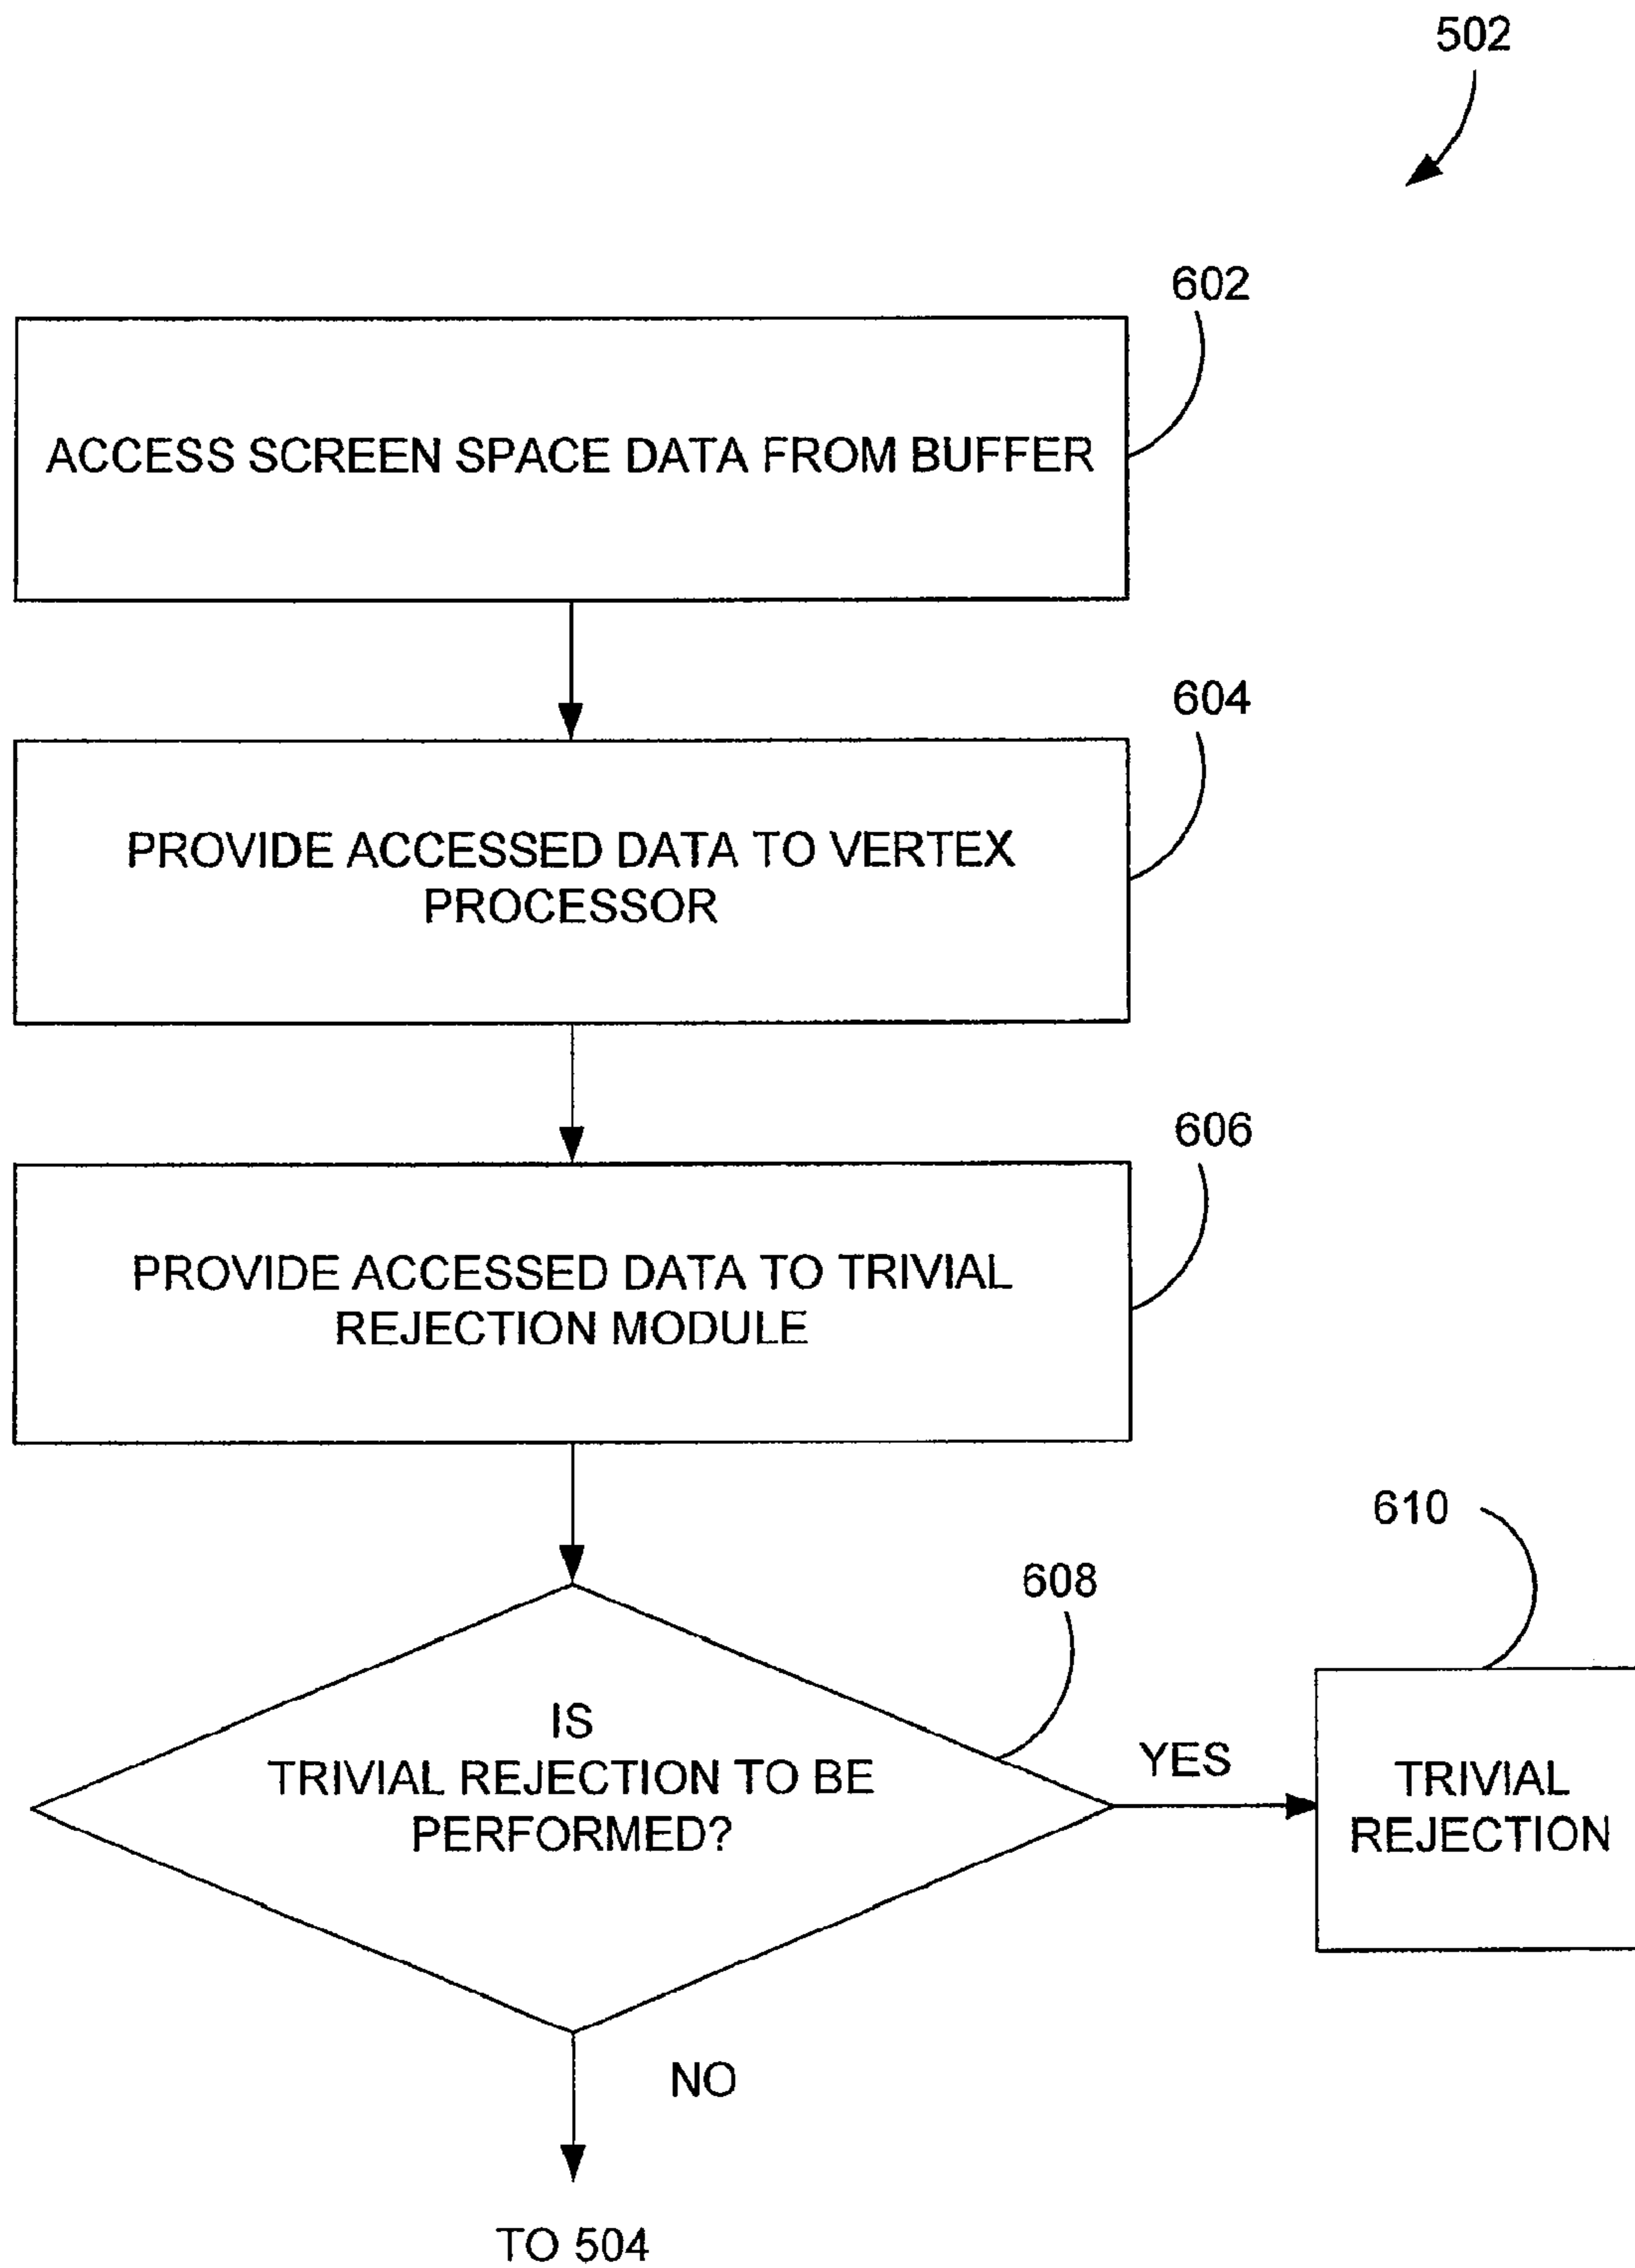 502
602
ACCESS SCREEN SPACE DATA FROM BUFFER
604
PROVIDE ACCESSED DATA TO VERTEX
PROCESSOR
606
PROVIDE ACCESSED DATA TO TRIVIAL
REJECTION MODULE
608
IS
TRIVIAL REJECTION TO BE
PERFORMED?
YES
610
TRIVIAL
REJECTION
NO
TO 504